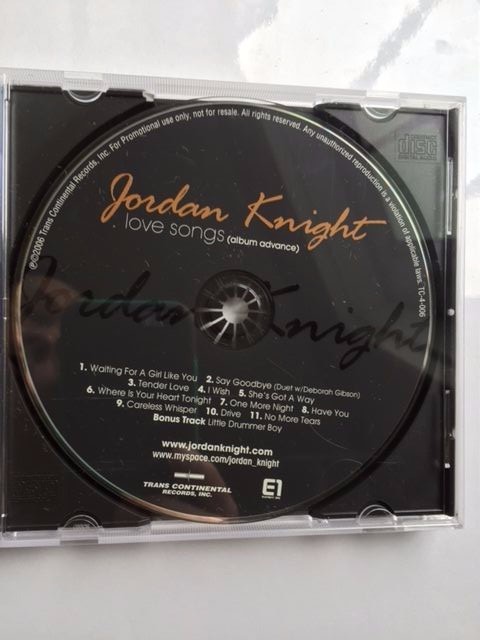 ℗©2006 Trans Continental Records, Inc. For Promotional use only, not for resale. All rights reserved. Any unauthorized reproduction is a violation of applicable laws. TC-4-006
COMPACT
disc
DIGITAL AUDIO
Jordan Knight
love songs (album advance)
Jordan Knight
1. Waiting For A Girl Like You 2. Say Goodbye (Duet w/Deborah Gibson)
3. Tender Love 4. I Wish 5. She's Got A Way
6. Where Is Your Heart Tonight 7. One More Night 8. Have You
9. Careless Whisper 10. Drive 11. No More Tears
Bonus Track Little Drummer Boy
www.jordanknight.com
www.myspace.com/jordan_knight
TRANS CONTINENTAL
RECORDS, INC.
E1